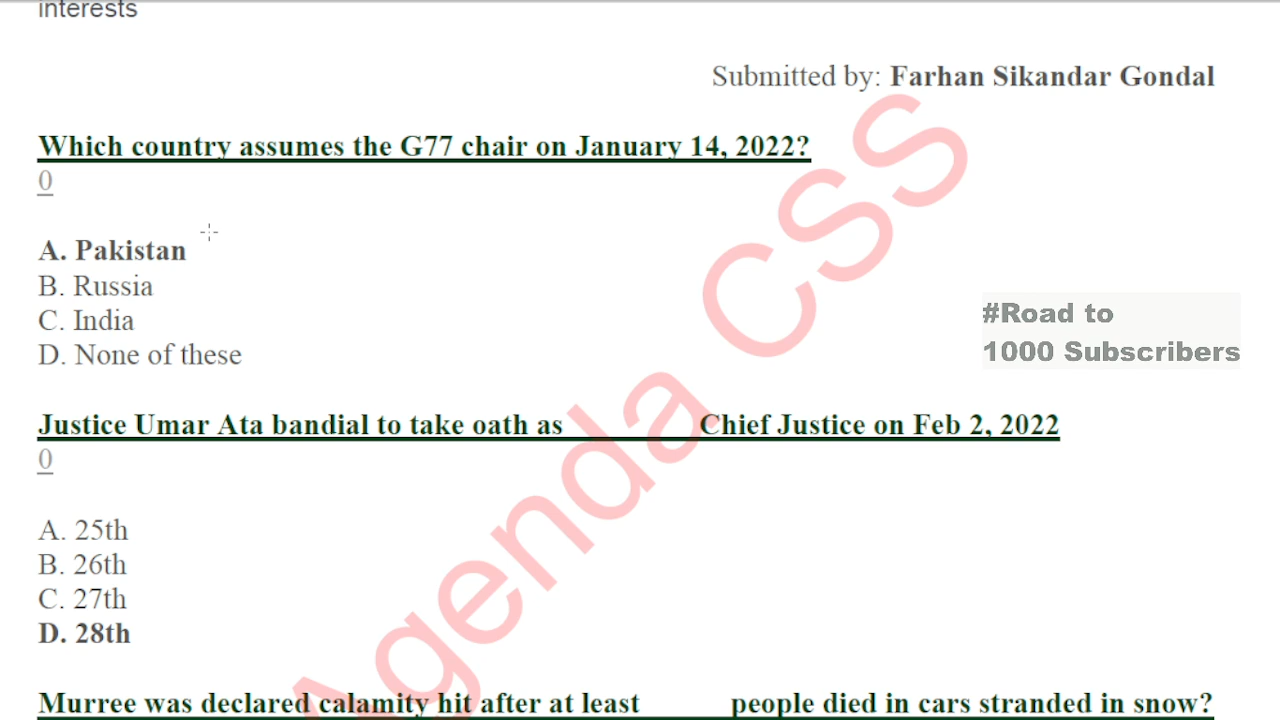 interests
Submitted by: Farhan Sikandar Gondal
Which country assumes the G77 chair on January 14, 2022?
0
A. Pakistan
B. Russia
C. India
D. None of these
#Road to
1000 Subscribers
Justice Umar Ata bandial to take oath as ______ Chief Justice on Feb 2, 2022
0
A. 25th
B. 26th
C. 27th
D. 28th
Murree was declared calamity hit after at least ______ people died in cars stranded in snow?
Agenda CSS